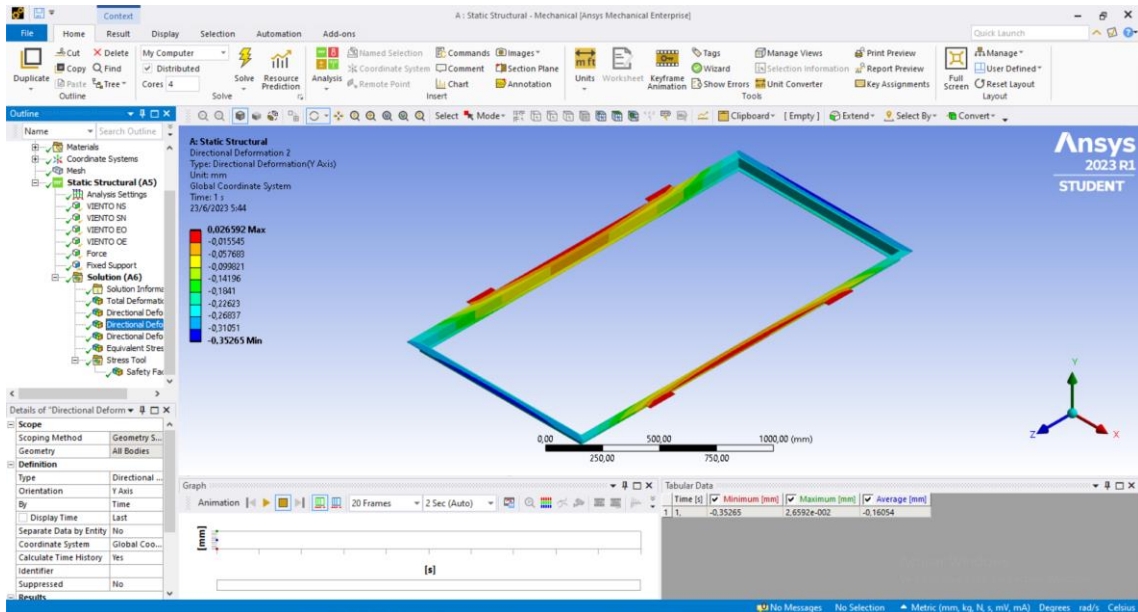 Context
A : Static Structural - Mechanical [Ansys Mechanical Enterprise]
File Home Result Display Selection Automation Add-ons
Quick Launch
Duplicate
Cut
Copy
Paste
Delete
Find
Tree
Outline
My Computer
Distributed
Cores 4
Solve
Resource Prediction
Solve
Analysis
Named Selection
Coordinate System
Remote Point
Commands
Comment
Chart
Images
Section Plane
Annotation
Insert
Units
Worksheet
Keyframe Animation
Tags
Wizard
Show Errors
Manage Views
Selection Information
Unit Converter
Print Preview
Report Preview
Key Assignments
Tools
Full Screen
Manage
User Defined
Reset Layout
Layout
Outline
Name Search Outline
Select Mode Clipboard [ Empty ] Extend Select By Convert
Materials
Coordinate Systems
Mesh
Static Structural (A5)
Analysis Settings
VIENTO NS
VIENTO SN
VIENTO EO
VIENTO OE
Force
Fixed Support
Solution (A6)
Solution Informa
Total Deformatio
Directional Defo
Directional Defo
Directional Defo
Equivalent Stres
Stress Tool
Safety Fac
A: Static Structural
Directional Deformation 2
Type: Directional Deformation(Y Axis)
Unit: mm
Global Coordinate System
Time: 1 s
23/6/2023 5:44
0,026592 Max
-0,015545
-0,057683
-0,099821
-0,14196
-0,1841
-0,22623
-0,26837
-0,31051
-0,35265 Min
Ansys
2023 R1
STUDENT
0,00 500,00 1000,00 (mm)
250,00 750,00
Y
Z X
Details of "Directional Deform
Scope
Scoping Method Geometry S...
Geometry All Bodies
Definition
Type Directional ...
Orientation Y Axis
By Time
Display Time Last
Separate Data by Entity No
Coordinate System Global Coo...
Calculate Time History Yes
Identifier
Suppressed No
Results
Graph
Animation 20 Frames 2 Sec (Auto)
[mm]
[s]
Tabular Data
Time [s] Minimum [mm] Maximum [mm] Average [mm]
1 1, -0,35265 2,6592e-002 -0,16054
No Messages No Selection Metric (mm, kg, N, s, mV, mA) Degrees rad/s Celsius